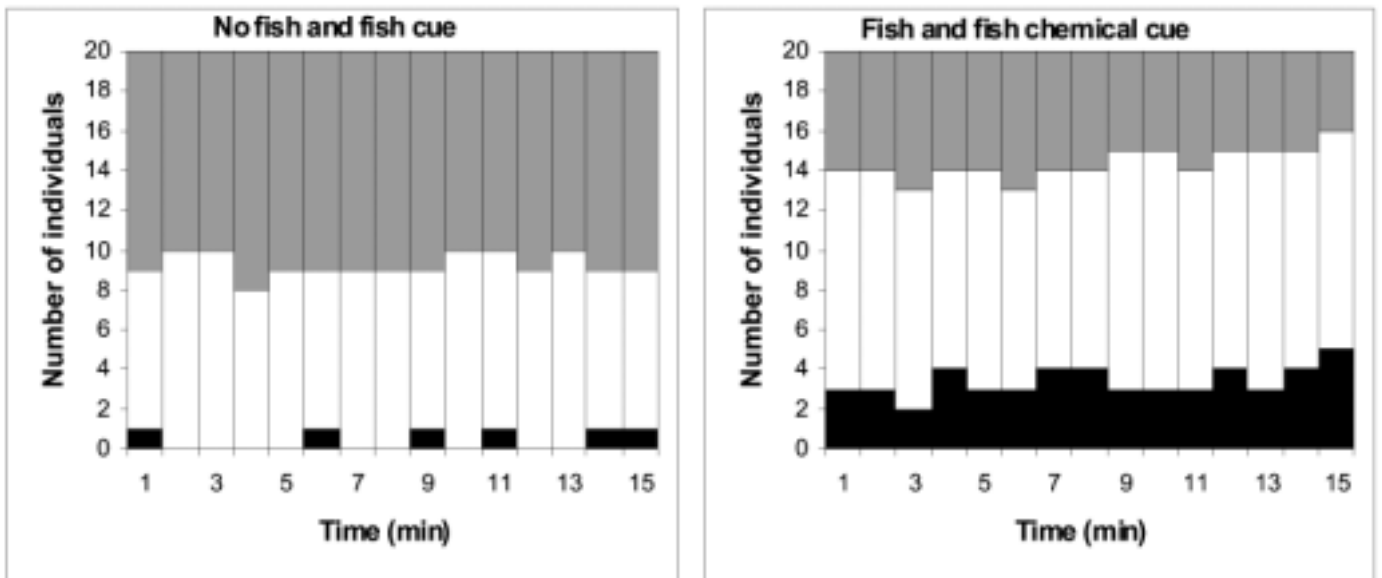 No fish and fish cue
Number of individuals
20
18
16
14
12
10
8
6
4
2
0
1 3 5 7 9 11 13 15
Time (min)
Fish and fish chemical cue
Number of individuals
20
18
16
14
12
10
8
6
4
2
0
1 3 5 7 9 11 13 15
Time (min)